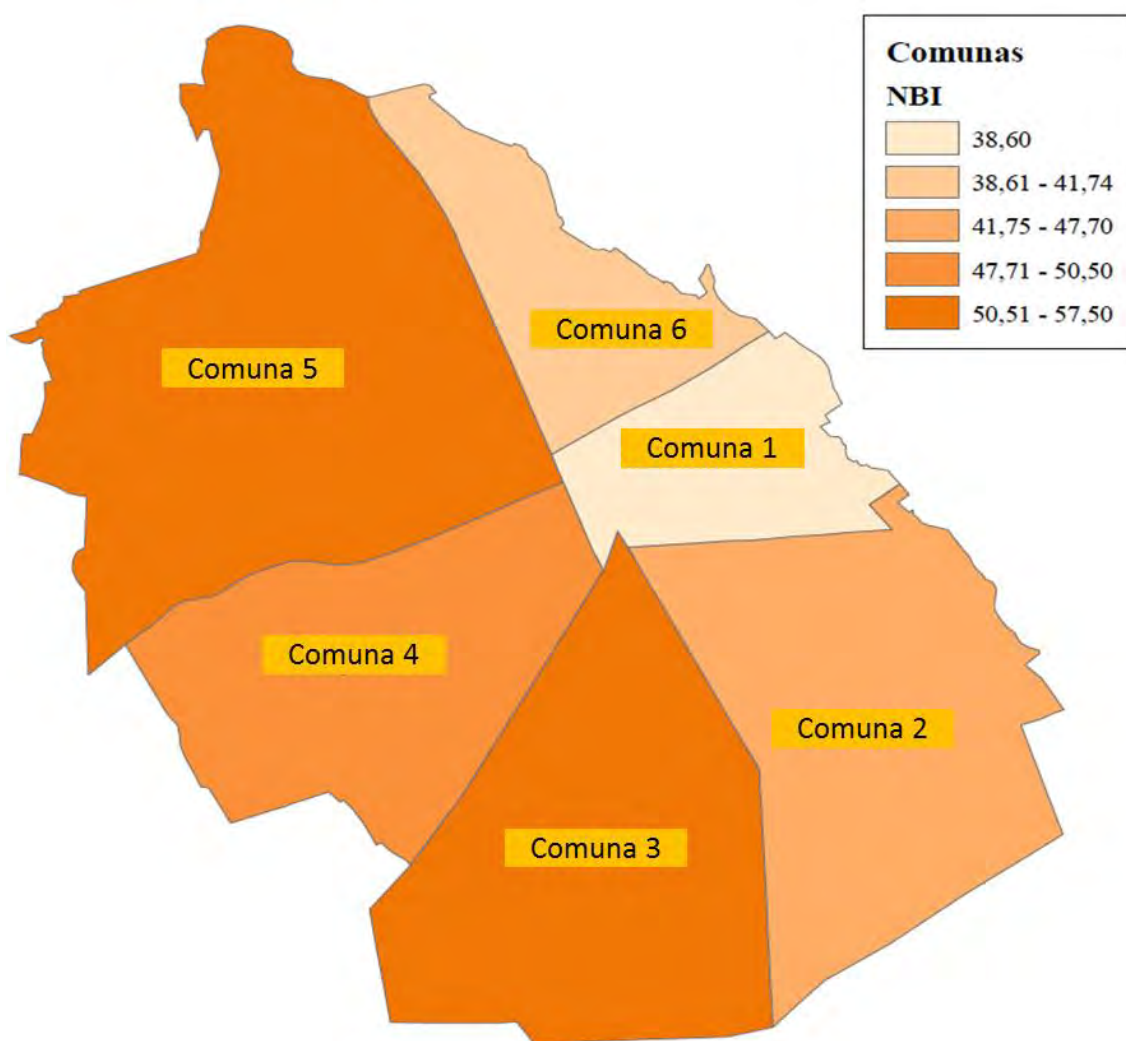 Comunas
NBI
38,60
38,61 - 41,74
41,75 - 47,70
47,71 - 50,50
50,51 - 57,50
Comuna 6
Comuna 5
Comuna 1
Comuna 4
Comuna 2
Comuna 3